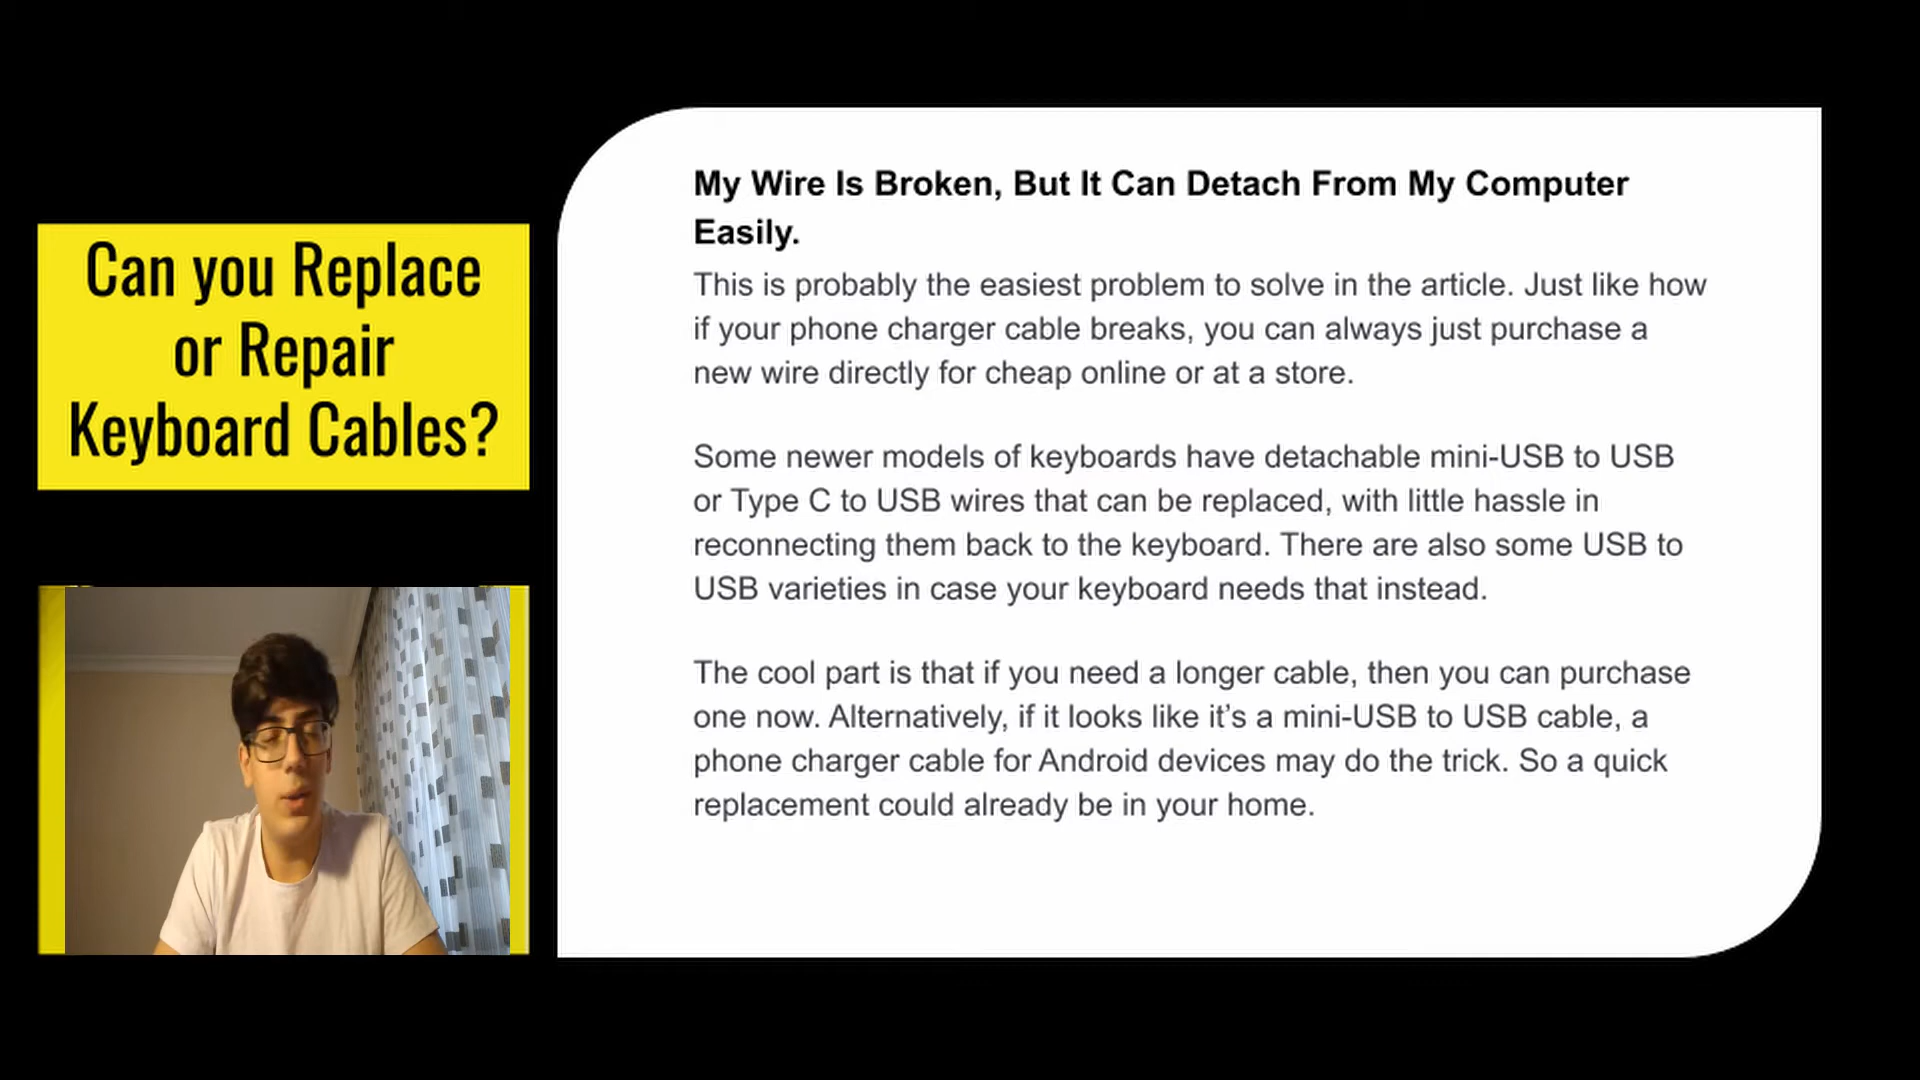 Can you Replace
or Repair
Keyboard Cables?
My Wire Is Broken, But It Can Detach From My Computer
Easily.
This is probably the easiest problem to solve in the article. Just like how
if your phone charger cable breaks, you can always just purchase a
new wire directly for cheap online or at a store.
Some newer models of keyboards have detachable mini-USB to USB
or Type C to USB wires that can be replaced, with little hassle in
reconnecting them back to the keyboard. There are also some USB to
USB varieties in case your keyboard needs that instead.
The cool part is that if you need a longer cable, then you can purchase
one now. Alternatively, if it looks like it’s a mini-USB to USB cable, a
phone charger cable for Android devices may do the trick. So a quick
replacement could already be in your home.